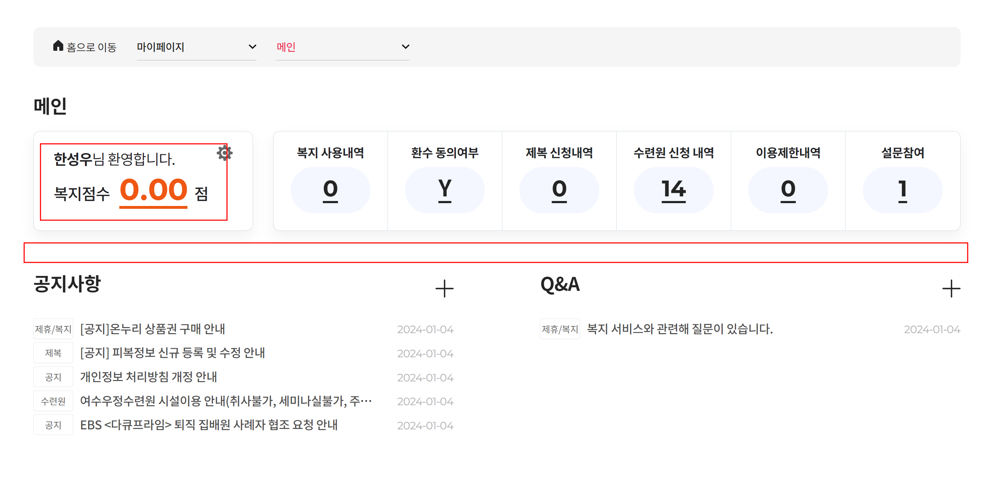 홈으로 이동 마이페이지 메인
메인
한성우님 환영합니다.
복지점수 0.00 점
복지 사용내역 환수 동의여부 제복 신청내역 수련원 신청 내역 이용제한내역 설문참여
0 Y 0 14 0 1
공지사항
제휴/복지 [공지]온누리 상품권 구매 안내 2024-01-04
제복 [공지] 피복정보 신규 등록 및 수정 안내 2024-01-04
공지 개인정보 처리방침 개정 안내 2024-01-04
수련원 여수우정수련원 시설이용 안내(취사불가, 세미나실불가, 주… 2024-01-04
공지 EBS <다큐프라임> 퇴직 집배원 사례자 협조 요청 안내 2024-01-04
Q&A
제휴/복지 복지 서비스와 관련해 질문이 있습니다. 2024-01-04